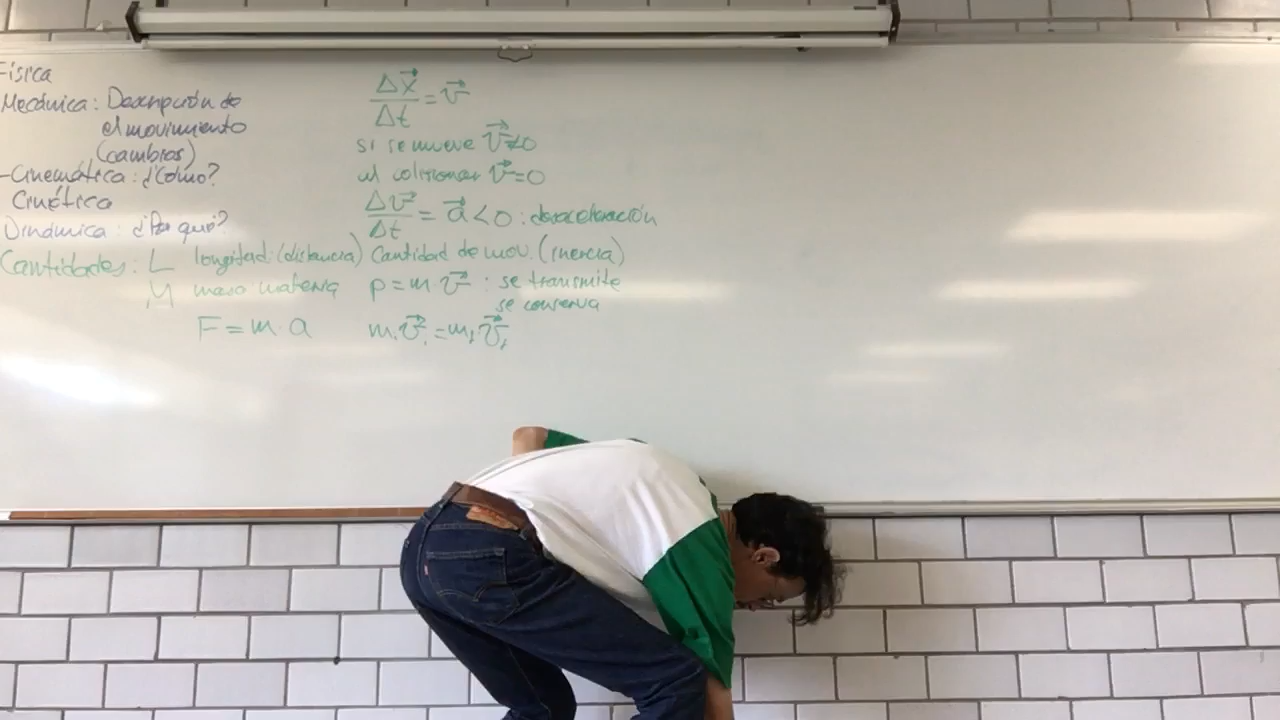 Física
Mecánica: Descripción de
el movimiento
(cambios)
-Cinemática: ¿Cómo?
Cinética
Dinámica: ¿Por qué?
Cantidades: L longitud: (distancia)
M masa materia
F = m · a
Δx⃗/Δt = v⃗
si se mueve v⃗≠0
al colisionar v⃗=0
Δv⃗/Δt = a⃗ < 0 : desaceleración
Cantidad de mov. (inercia)
p = m · v⃗ : se transmite
se conserva